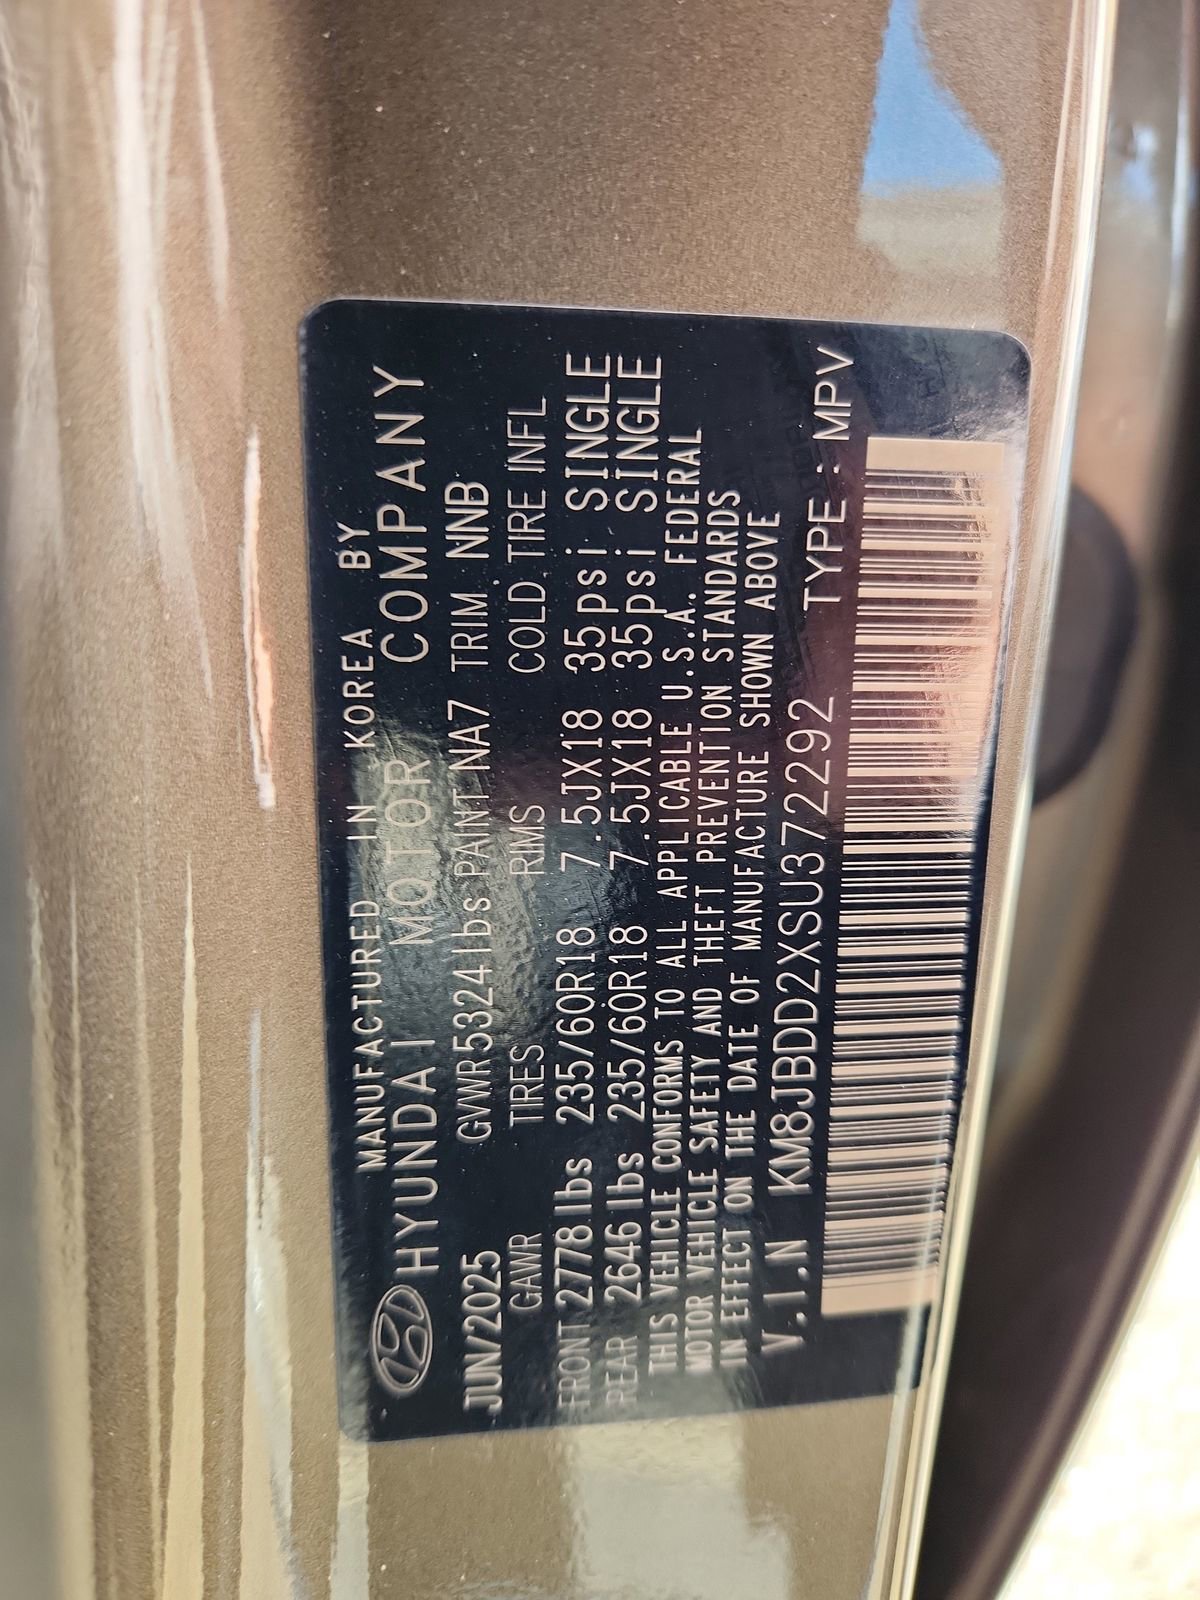 MANUFACTURED IN KOREA BY
HYUNDAI MOTOR COMPANY
JUN/2025 GVWR 5324 lbs PAINT NA7 TRIM NNB
GAWR TIRES RIMS COLD TIRE INFL
FRONT 2778 lbs 235/60R18 7.5JX18 35psi SINGLE
REAR 2646 lbs 235/60R18 7.5JX18 35psi SINGLE
THIS VEHICLE CONFORMS TO ALL APPLICABLE U.S.A. FEDERAL
MOTOR VEHICLE SAFETY AND THEFT PREVENTION STANDARDS
IN EFFECT ON THE DATE OF MANUFACTURE SHOWN ABOVE
V.I.N KM8JBDD2XSU372292 TYPE : MPV